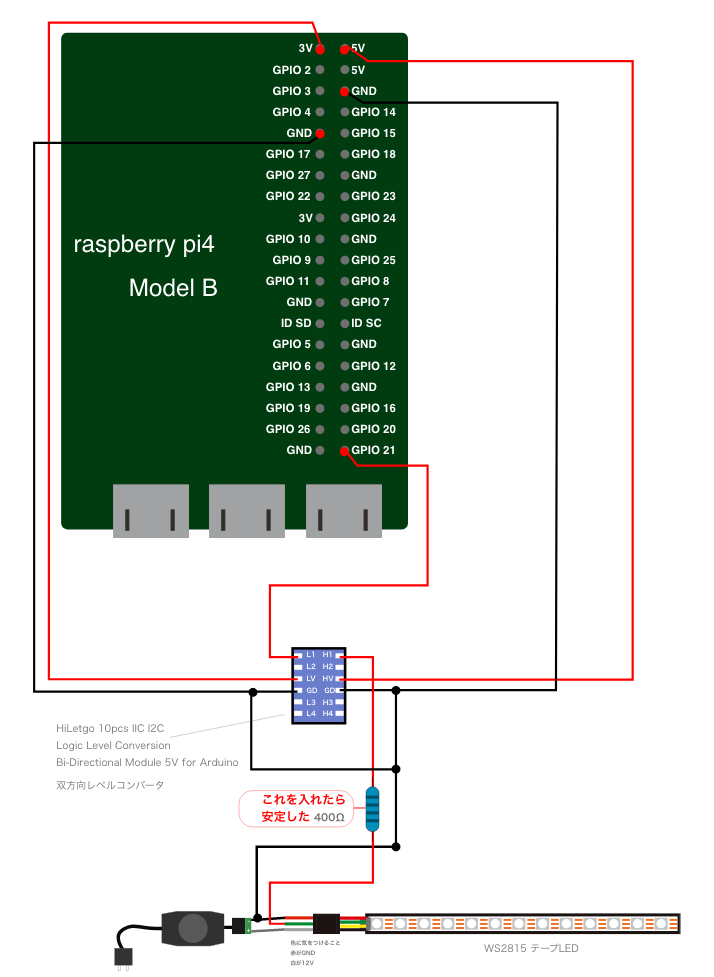 3V 5V
GPIO 2 5V
GPIO 3 GND
GPIO 4 GPIO 14
GND GPIO 15
GPIO 17 GPIO 18
GPIO 27 GND
GPIO 22 GPIO 23
3V GPIO 24
GPIO 10 GND
GPIO 9 GPIO 25
GPIO 11 GPIO 8
GND GPIO 7
ID SD ID SC
GPIO 5 GND
GPIO 6 GPIO 12
GPIO 13 GND
GPIO 19 GPIO 16
GPIO 26 GPIO 20
GND GPIO 21
raspberry pi4
Model B
L1 H1
L2 H2
LV HV
GD GD
L3 H3
L4 H4
HiLetgo 10pcs IIC I2C
Logic Level Conversion
Bi-Directional Module 5V for Arduino
双方向レベルコンバータ
これを入れたら
安定した 400Ω
色に気をつけること
赤がGND
白が12V
WS2815 テープLED